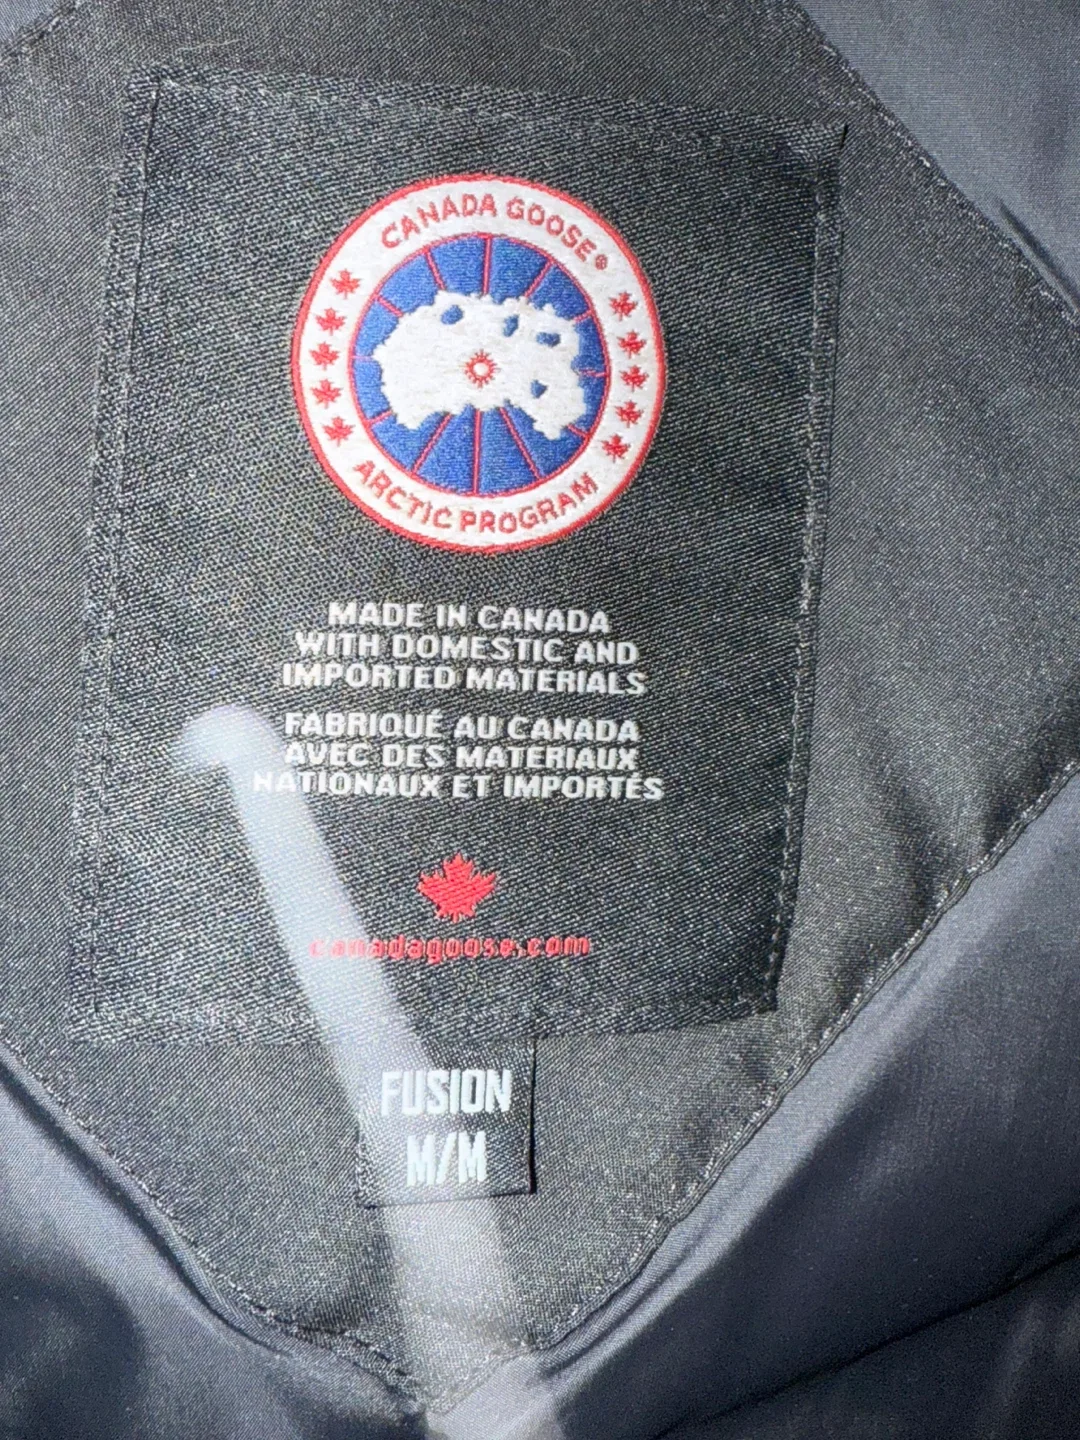 CANADA GOOSE®
ARCTIC PROGRAM
MADE IN CANADA
WITH DOMESTIC AND
IMPORTED MATERIALS
FABRIQUÉ AU CANADA
AVEC DES MATERIAUX
NATIONAUX ET IMPORTÉS
canadagoose.com
FUSION
M/M